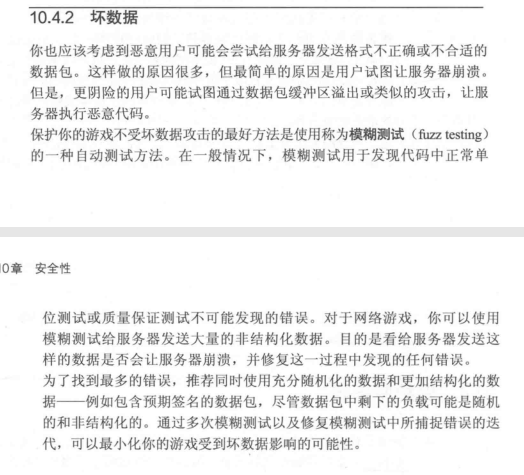 10.4.2 坏数据
你也应该考虑到恶意用户可能会尝试给服务器发送格式不正确或不合适的
数据包。这样做的原因很多，但最简单的原因是用户试图让服务器崩溃。
但是，更阴险的用户可能试图通过数据包缓冲区溢出或类似的攻击，让服
务器执行恶意代码。
保护你的游戏不受坏数据攻击的最好方法是使用称为模糊测试（fuzz testing）
的一种自动测试方法。在一般情况下，模糊测试用于发现代码中正常单
0章 安全性
位测试或质量保证测试不可能发现的错误。对于网络游戏，你可以使用
模糊测试给服务器发送大量的非结构化数据。目的是看给服务器发送这
样的数据是否会让服务器崩溃，并修复这一过程中发现的任何错误。
为了找到最多的错误，推荐同时使用充分随机化的数据和更加结构化的数
据——例如包含预期签名的数据包，尽管数据包中剩下的负载可能是随机
的和非结构化的。通过多次模糊测试以及修复模糊测试中所捕捉错误的迭
代，可以最小化你的游戏受到坏数据影响的可能性。